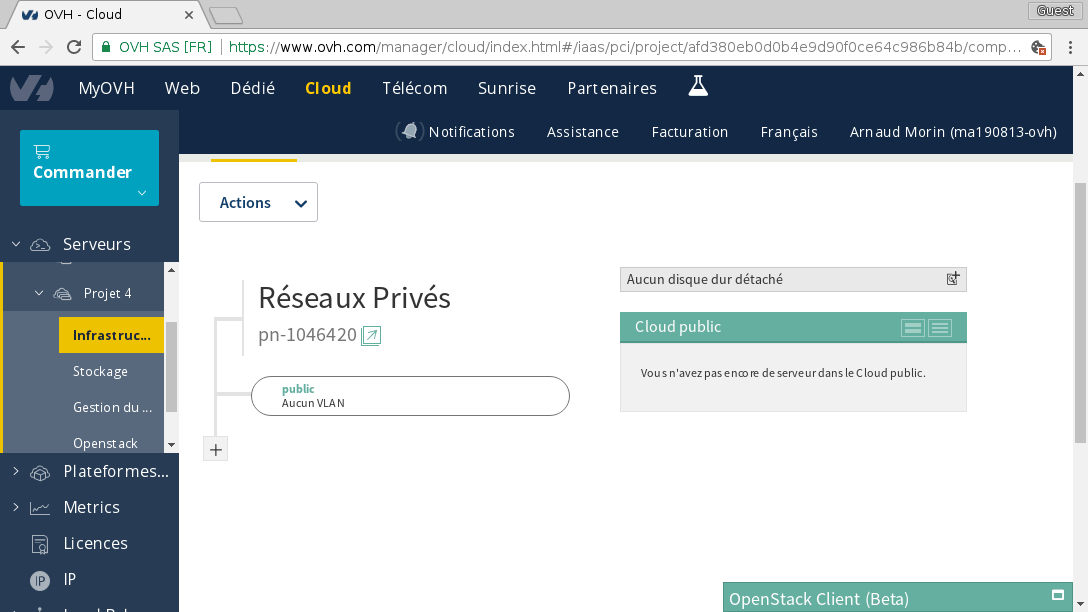 OVH - Cloud
Guest
OVH SAS [FR] https://www.ovh.com/manager/cloud/index.html#/iaas/pci/project/afd380eb0d0b4e9d90f0ce64c986b84b/comp...
MyOVH Web Dédié Cloud Télécom Sunrise Partenaires
Notifications Assistance Facturation Français Arnaud Morin (ma190813-ovh)
Commander
Serveurs
Projet 4
Infrastruc...
Stockage
Gestion du ...
Openstack
Plateformes...
Metrics
Licences
IP
Actions
Réseaux Privés
pn-1046420
public
Aucun VLAN
+
Aucun disque dur détaché
Cloud public
Vous n'avez pas encore de serveur dans le Cloud public.
OpenStack Client (Beta)